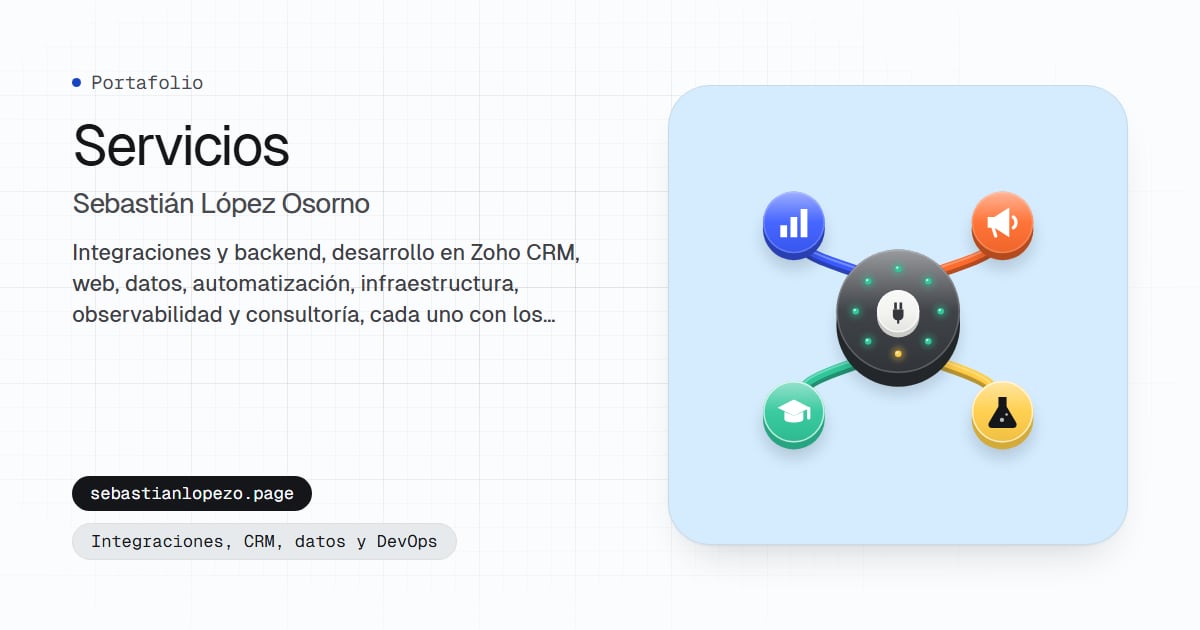 Portafolio
Servicios
Sebastián López Osorno
Integraciones y backend, desarrollo en Zoho CRM,
web, datos, automatización, infraestructura,
observabilidad y consultoría, cada uno con los…
sebastianlopezo.page
Integraciones, CRM, datos y DevOps